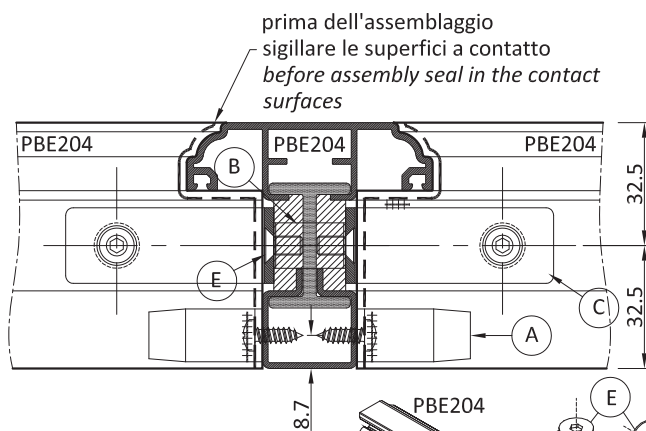 prima dell'assemblaggio
sigillare le superfici a contatto
before assembly seal in the contact
surfaces
PBE204
PBE204
PBE204
B
32.5
E
C
32.5
A
8.7
PBE204
E